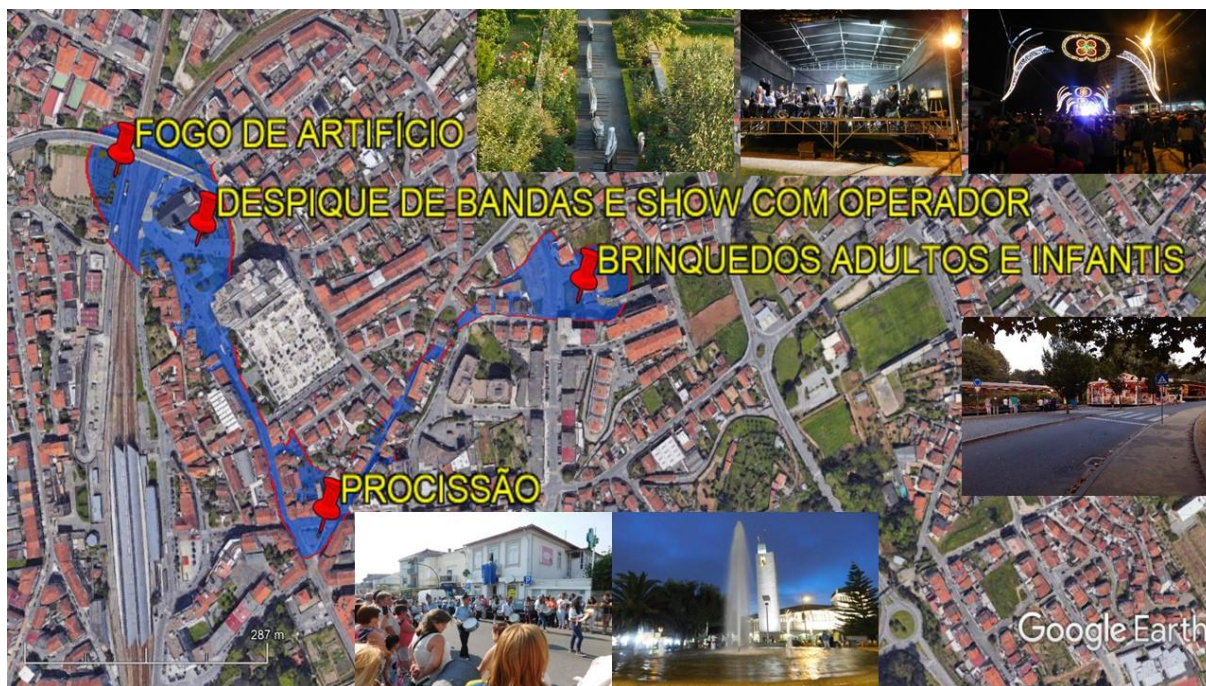 FOGO DE ARTIFÍCIO
DESPIQUE DE BANDAS E SHOW COM OPERADOR
BRINQUEDOS ADULTOS E INFANTIS
PROCISSÃO
287 m
Google Earth